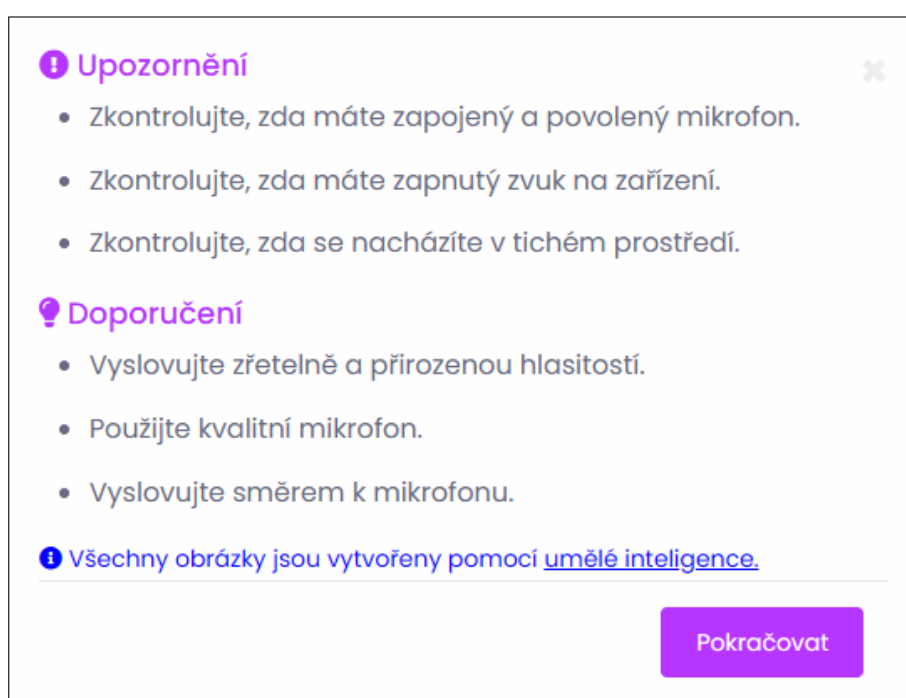 Upozornění
Zkontrolujte, zda máte zapojený a povolený mikrofon.
Zkontrolujte, zda máte zapnutý zvuk na zařízení.
Zkontrolujte, zda se nacházíte v tichém prostředí.
Doporučení
Vyslovujte zřetelně a přirozenou hlasitostí.
Použijte kvalitní mikrofon.
Vyslovujte směrem k mikrofonu.
Všechny obrázky jsou vytvořeny pomocí umělé inteligence.
Pokračovat